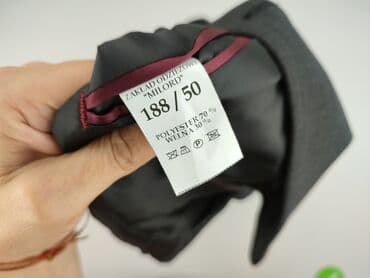 ZAKŁAD ODZIEŻOWY
"MILORD"
188 / 50
POLYESTER 70 %
WEŁNA 30 %
P